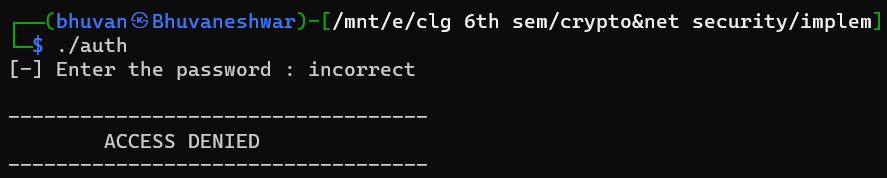 ┌──(bhuvan㉿Bhuvaneshwar)-[/mnt/e/clg 6th sem/crypto&net security/implem]
└─$ ./auth
[-] Enter the password : incorrect
-----------------------------------
ACCESS DENIED
-----------------------------------